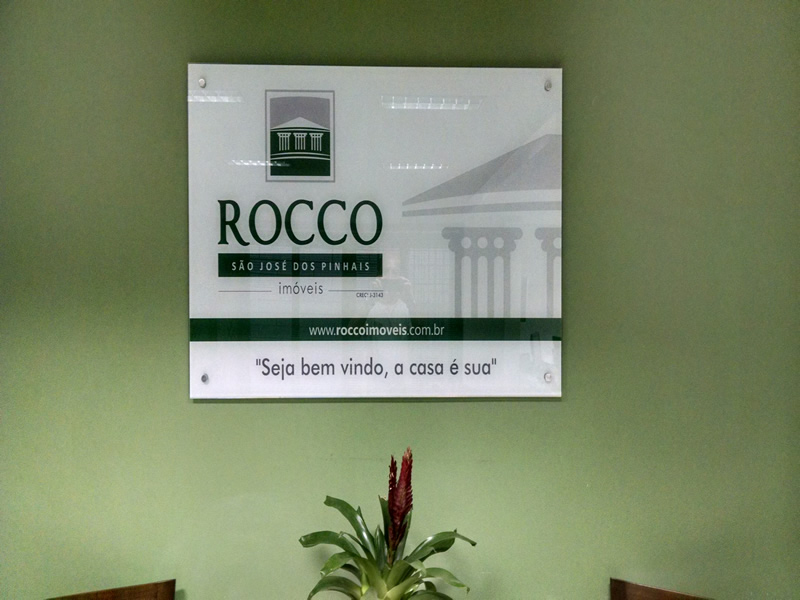 ROCCO
SÃO JOSÉ DOS PINHAIS
imóveis
www.roccoimoveis.com.br
"Seja bem vindo, a casa é sua"